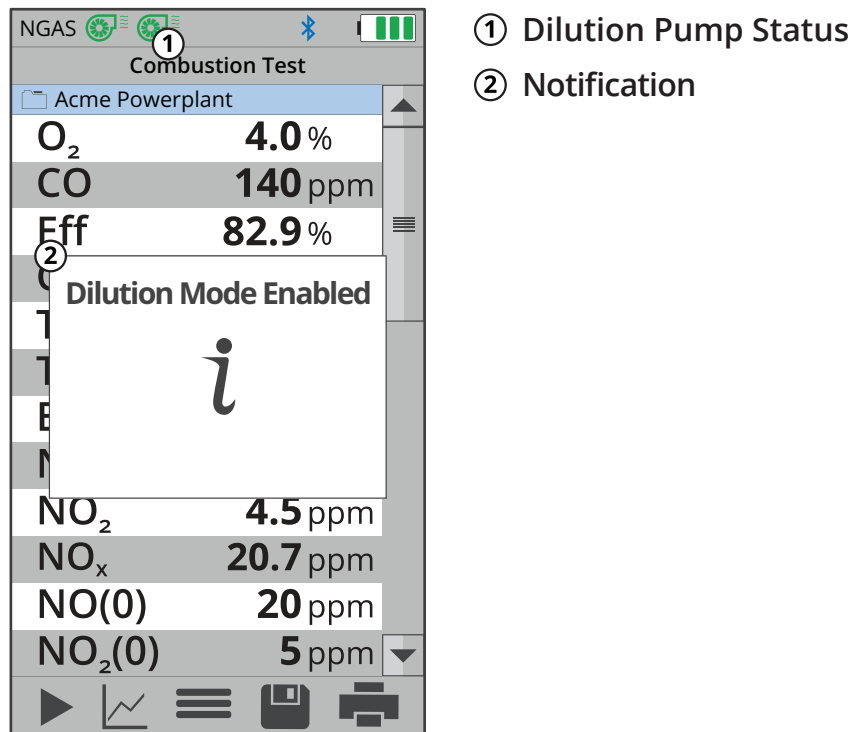 NGAS
① Dilution Pump Status
Combustion Test
② Notification
Acme Powerplant
O₂ 4.0 %
CO 140 ppm
Eff 82.9 %
②
Dilution Mode Enabled
i
NO₂ 4.5 ppm
NOₓ 20.7 ppm
NO(0) 20 ppm
NO₂(0) 5 ppm